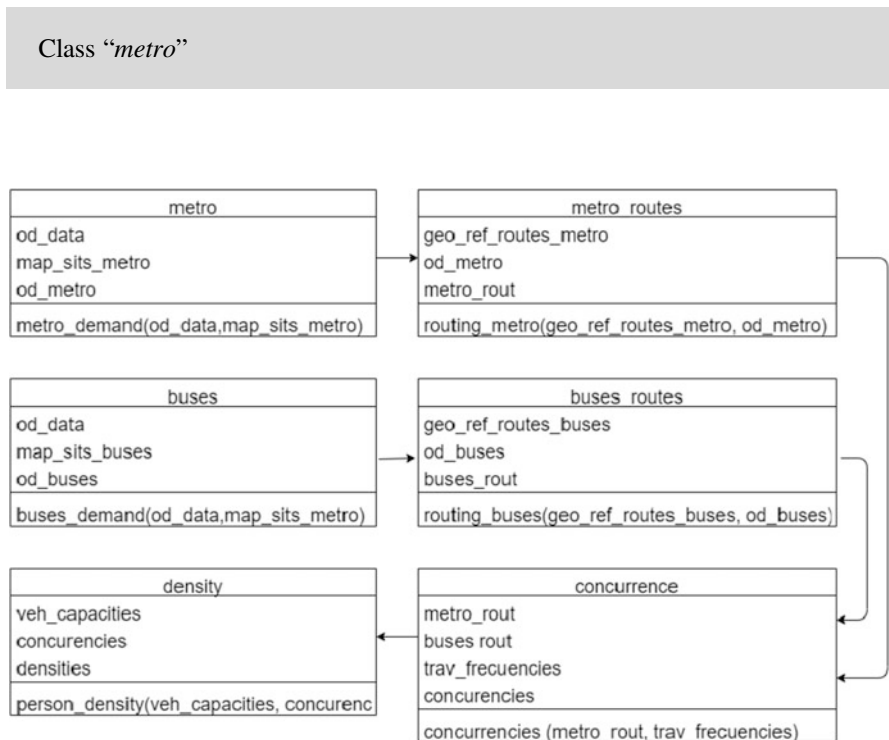 Class “metro”
metro
od_data
map_sits_metro
od_metro
metro_demand(od_data,map_sits_metro)
metro_routes
geo_ref_routes_metro
od_metro
metro_rout
routing_metro(geo_ref_routes_metro, od_metro)
buses
od_data
map_sits_buses
od_buses
buses_demand(od_data,map_sits_metro)
buses_routes
geo_ref_routes_buses
od_buses
buses_rout
routing_buses(geo_ref_routes_buses, od_buses)
density
veh_capacities
concurencies
densities
person_density(veh_capacities, concurenc
concurrence
metro_rout
buses rout
trav_frecuencies
concurencies
concurrencies (metro_rout, trav_frecuencies)